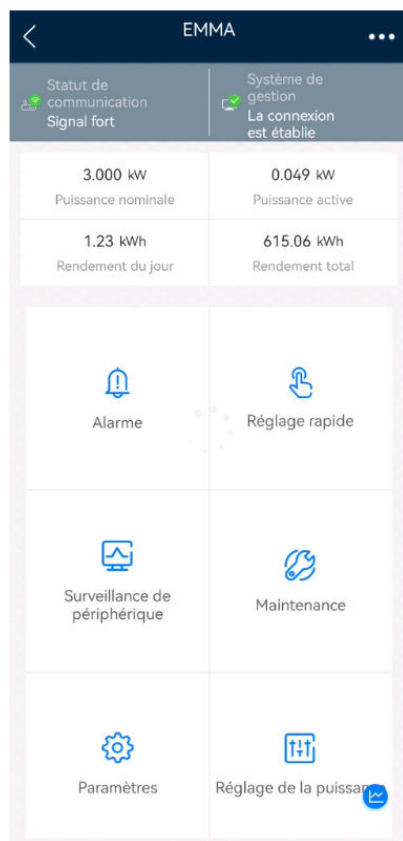 EMMA
Statut de
communication
Signal fort
Système de
gestion
La connexion
est établie
3.000 kW
Puissance nominale
0.049 kW
Puissance active
1.23 kWh
Rendement du jour
615.06 kWh
Rendement total
Alarme
Réglage rapide
Surveillance de
périphérique
Maintenance
Paramètres
Réglage de la puissance